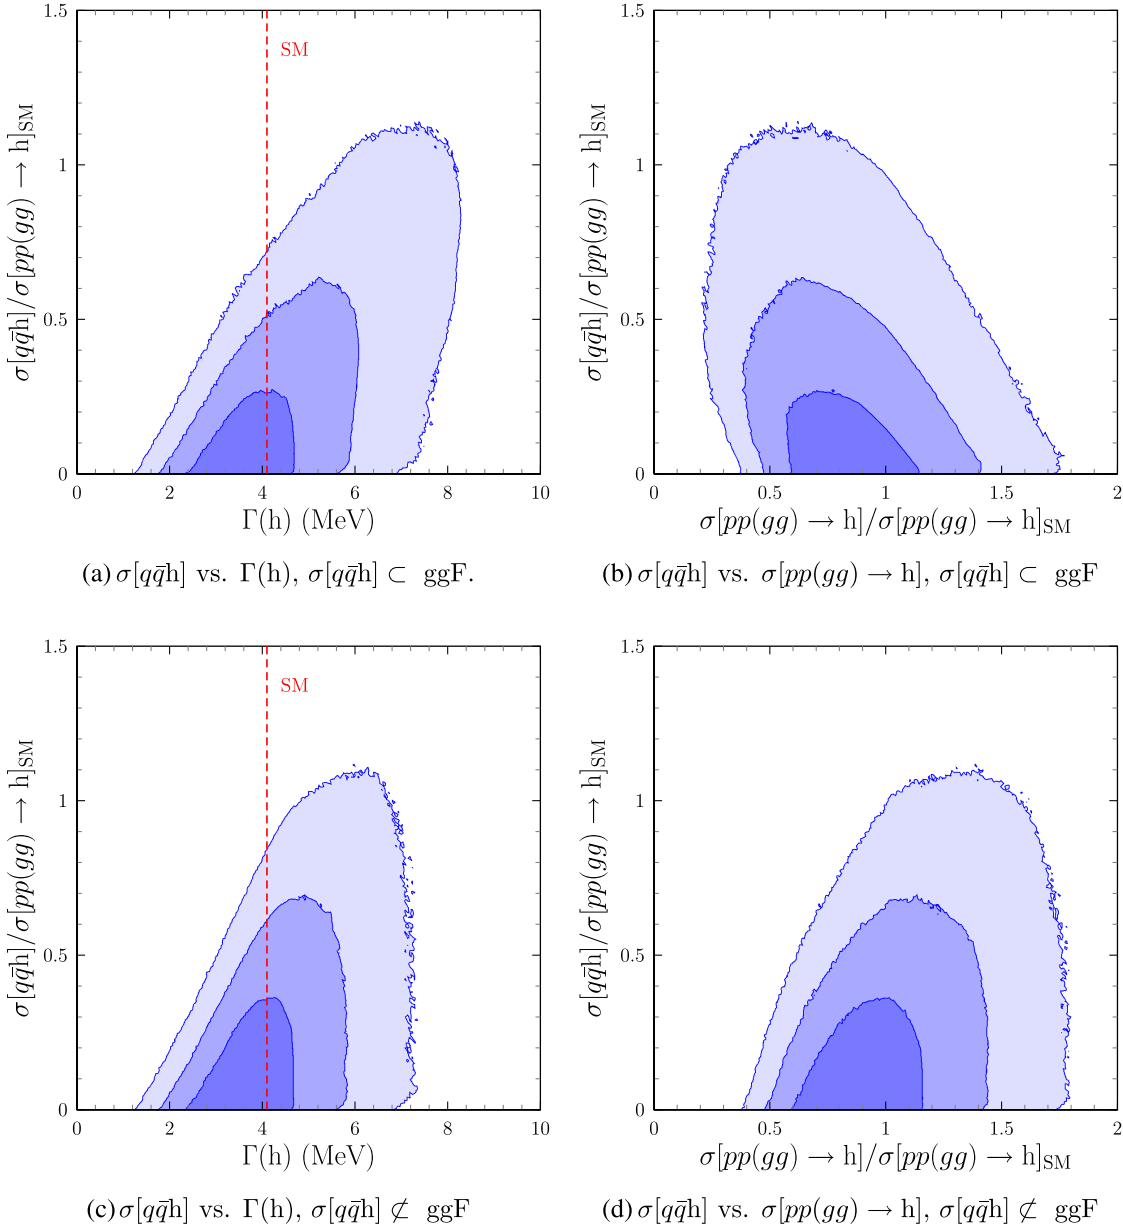 1.5
1
0.5
0
σ[qq̄h]/σ[pp(gg) → h]SM
SM
0 2 4 6 8 10
Γ(h) (MeV)
(a) σ[qq̄h] vs. Γ(h), σ[qq̄h] ⊂ ggF.
1.5
1
0.5
0
σ[qq̄h]/σ[pp(gg) → h]SM
0 0.5 1 1.5 2
σ[pp(gg) → h]/σ[pp(gg) → h]SM
(b) σ[qq̄h] vs. σ[pp(gg) → h], σ[qq̄h] ⊂ ggF
1.5
1
0.5
0
σ[qq̄h]/σ[pp(gg) → h]SM
SM
0 2 4 6 8 10
Γ(h) (MeV)
(c) σ[qq̄h] vs. Γ(h), σ[qq̄h] ⊄ ggF
1.5
1
0.5
0
σ[qq̄h]/σ[pp(gg) → h]SM
0 0.5 1 1.5 2
σ[pp(gg) → h]/σ[pp(gg) → h]SM
(d) σ[qq̄h] vs. σ[pp(gg) → h], σ[qq̄h] ⊄ ggF